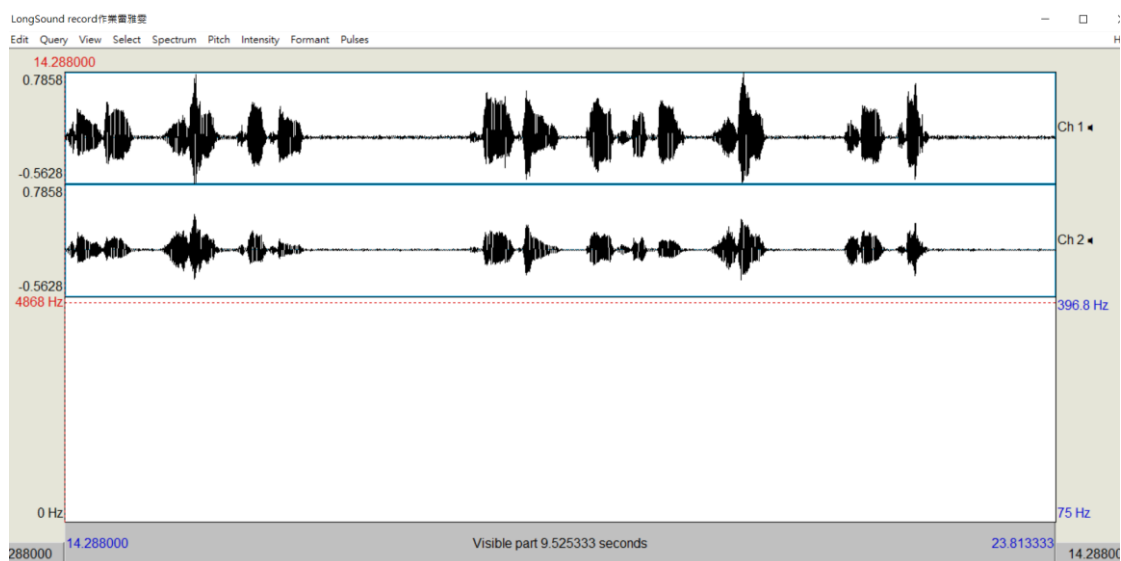 LongSound record作業雷雅雯
Edit Query View Select Spectrum Pitch Intensity Formant Pulses H
14.288000
0.7858
Ch 1
-0.5628
0.7858
Ch 2
-0.5628
4868 Hz
396.8 Hz
0 Hz
75 Hz
14.288000 Visible part 9.525333 seconds 23.813333
288000 14.28800